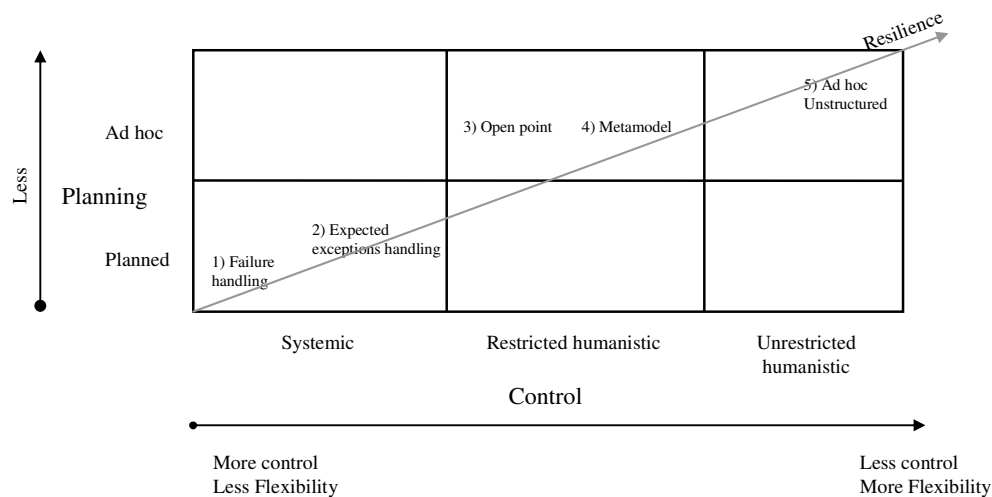 Resilience
5) Ad hoc
Unstructured
Ad hoc
3) Open point
4) Metamodel
Less
Planning
2) Expected
exceptions handling
Planned
1) Failure
handling
Systemic
Restricted humanistic
Unrestricted
humanistic
Control
More control
Less Flexibility
Less control
More Flexibility